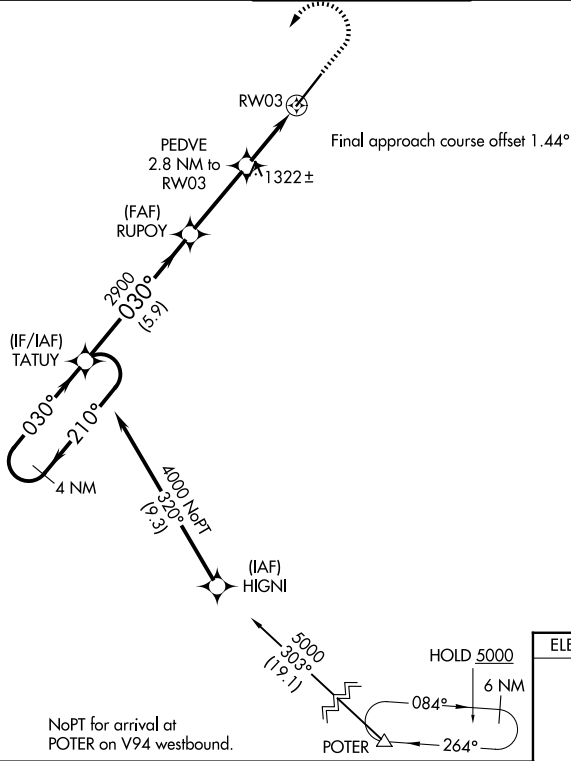 RW03
Final approach course offset 1.44°
PEDVE
2.8 NM to
RW03
1322±
(FAF)
RUPOY
2900
030°
(5.9)
(IF/IAF)
TATUY
030°
210°
4 NM
4000 NoPT
320°
(9.3)
(IAF)
HIGNI
5000
303°
(19.1)
HOLD 5000
6 NM
084°
264°
POTER
NoPT for arrival at
POTER on V94 westbound.
ELE